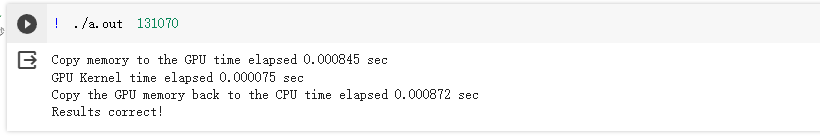 ! ./a.out 131070
Copy memory to the GPU time elapsed 0.000845 sec
GPU Kernel time elapsed 0.000075 sec
Copy the GPU memory back to the CPU time elapsed 0.000872 sec
Results correct!